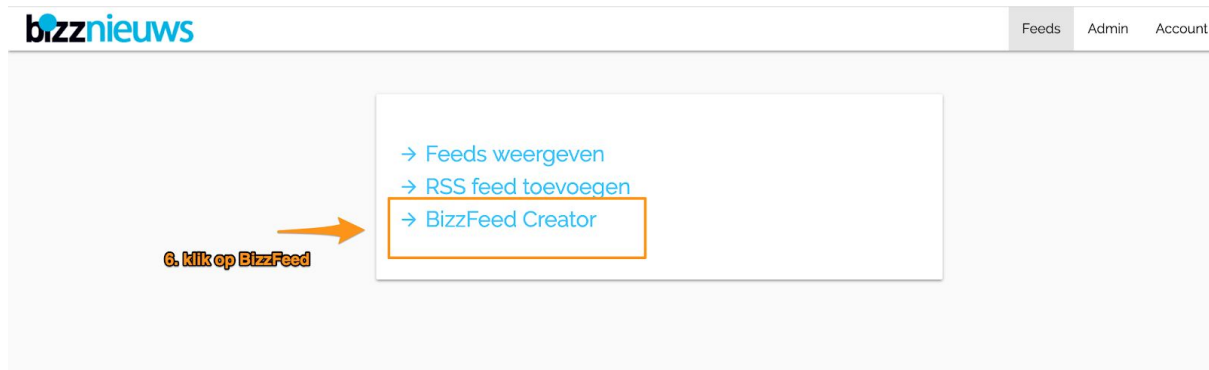 bizznieuws
Feeds Admin Account
→ Feeds weergeven
→ RSS feed toevoegen
→ BizzFeed Creator
6. klik op BizzFeed